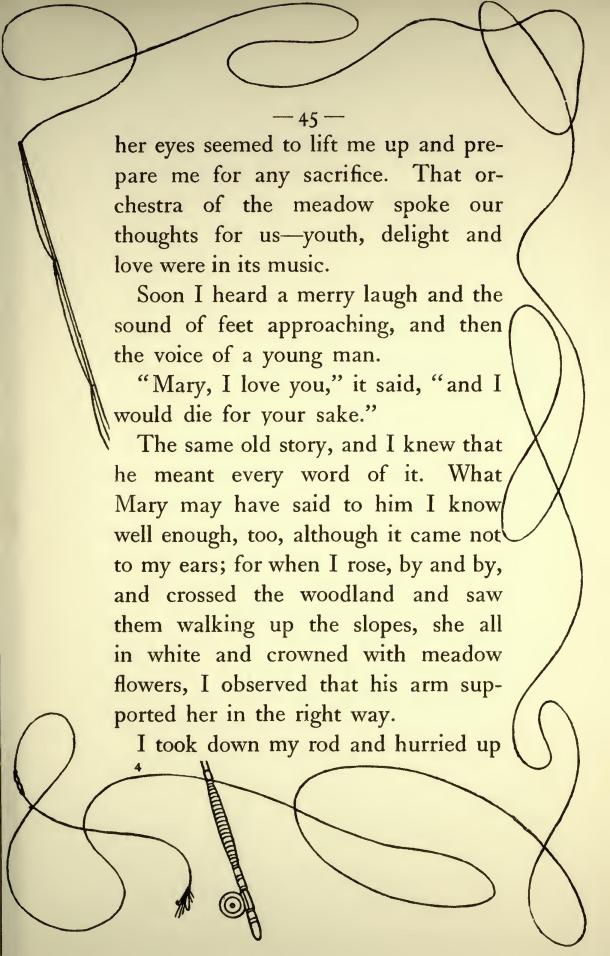 — 45 —
her eyes seemed to lift me up and pre-
pare me for any sacrifice. That or-
chestra of the meadow spoke our
thoughts for us—youth, delight and
love were in its music.
Soon I heard a merry laugh and the
sound of feet approaching, and then
the voice of a young man.
“Mary, I love you,” it said, “and I
would die for your sake.”
The same old story, and I knew that
he meant every word of it. What
Mary may have said to him I know
well enough, too, although it came not
to my ears; for when I rose, by and by,
and crossed the woodland and saw
them walking up the slopes, she all
in white and crowned with meadow
flowers, I observed that his arm sup-
ported her in the right way.
I took down my rod and hurried up
4